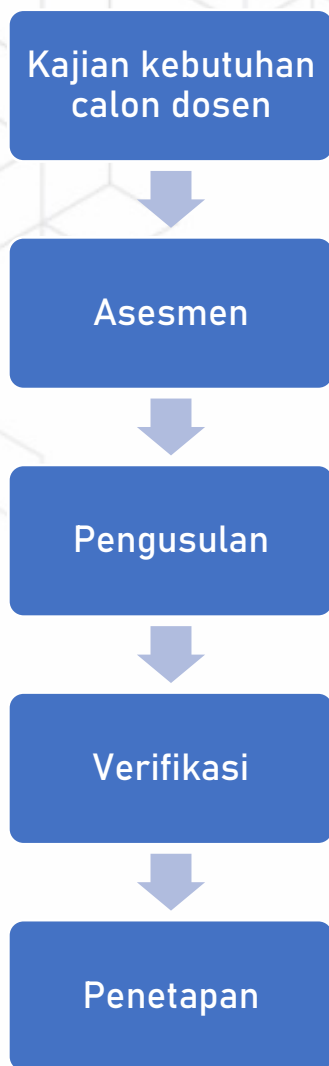 Kajian kebutuhan
calon dosen
Asesmen
Pengusulan
Verifikasi
Penetapan